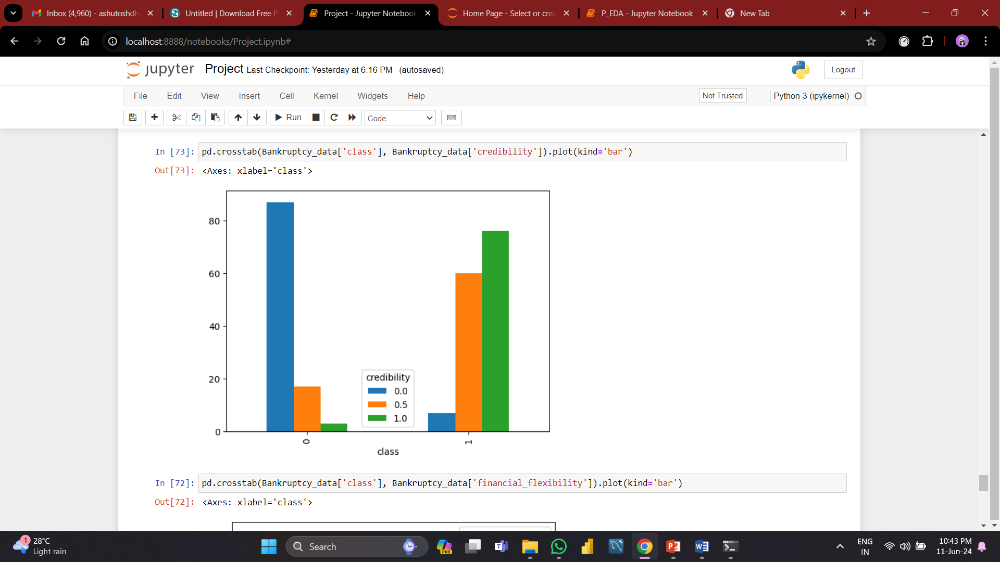 Inbox (4,960) - ashutoshdh
Untitled | Download Free P
Project - Jupyter Notebook
Home Page - Select or crea
P_EDA - Jupyter Notebook
New Tab
localhost:8888/notebooks/Project.ipynb#
jupyter Project Last Checkpoint: Yesterday at 6:16 PM (autosaved)
Logout
File Edit View Insert Cell Kernel Widgets Help
Not Trusted
Python 3 (ipykernel)
Run
Code
In [73]: pd.crosstab(Bankruptcy_data['class'], Bankruptcy_data['credibility']).plot(kind='bar')
Out[73]: <Axes: xlabel='class'>
80
60
40
20
0
credibility
0.0
0.5
1.0
0
1
class
In [72]: pd.crosstab(Bankruptcy_data['class'], Bankruptcy_data['financial_flexibility']).plot(kind='bar')
Out[72]: <Axes: xlabel='class'>
1
28°C
Light rain
Search
PRE
ENG
IN
10:43 PM
11-Jun-24